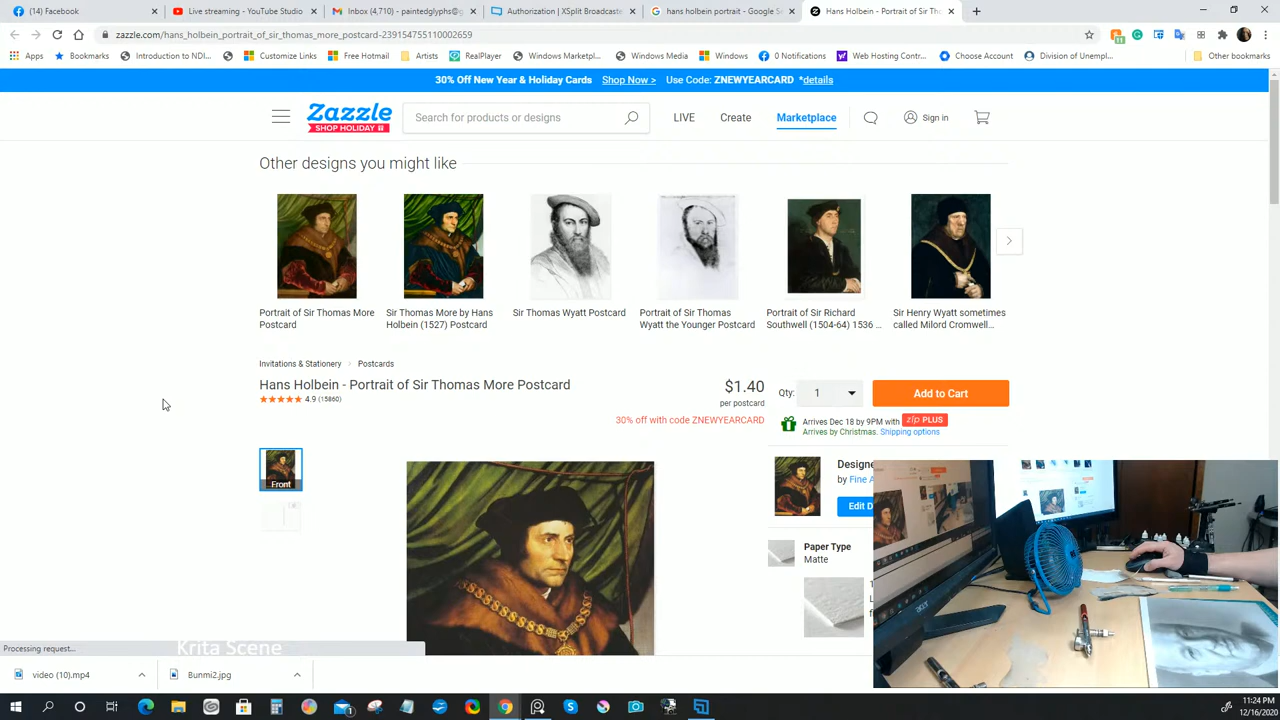 (14) Facebook
Live streaming - YouTube Studio
Inbox (4,710) - paintedglyphs@g
Authorization | XSplit Broadcaste
hans holbein portrait - Google Se
Hans Holbein - Portrait of Sir Tho
zazzle.com/hans_holbein_portrait_of_sir_thomas_more_postcard-239154755110002659
11
Apps
Bookmarks
Introduction to NDI...
Customize Links
Free Hotmail
Artists
RealPlayer
Windows Marketpl...
Windows Media
Windows
0 Notifications
Web Hosting Contr...
Choose Account
Division of Unempl...
Other bookmarks
30% Off New Year & Holiday Cards Shop Now > Use Code: ZNEWYEARCARD *details
Zazzle
SHOP HOLIDAY
Search for products or designs
LIVE
Create
Marketplace
Sign in
Other designs you might like
Portrait of Sir Thomas More
Postcard
Sir Thomas More by Hans
Holbein (1527) Postcard
Sir Thomas Wyatt Postcard
Portrait of Sir Thomas
Wyatt the Younger Postcard
Portrait of Sir Richard
Southwell (1504-64) 1536 ...
Sir Henry Wyatt sometimes
called Milord Cromwell...
Invitations & Stationery > Postcards
Hans Holbein - Portrait of Sir Thomas More Postcard
4.9 (15860)
$1.40
per postcard
30% off with code ZNEWYEARCARD
Qty: 1
Add to Cart
Arrives Dec 18 by 9PM with zip PLUS
Arrives by Christmas. Shipping options
Front
Designe
by Fine A
Edit D
Paper Type
Matte
Processing request...
Krita Scene
acer
video (10).mp4
Bunmi2.jpg
11:24 PM
12/16/2020